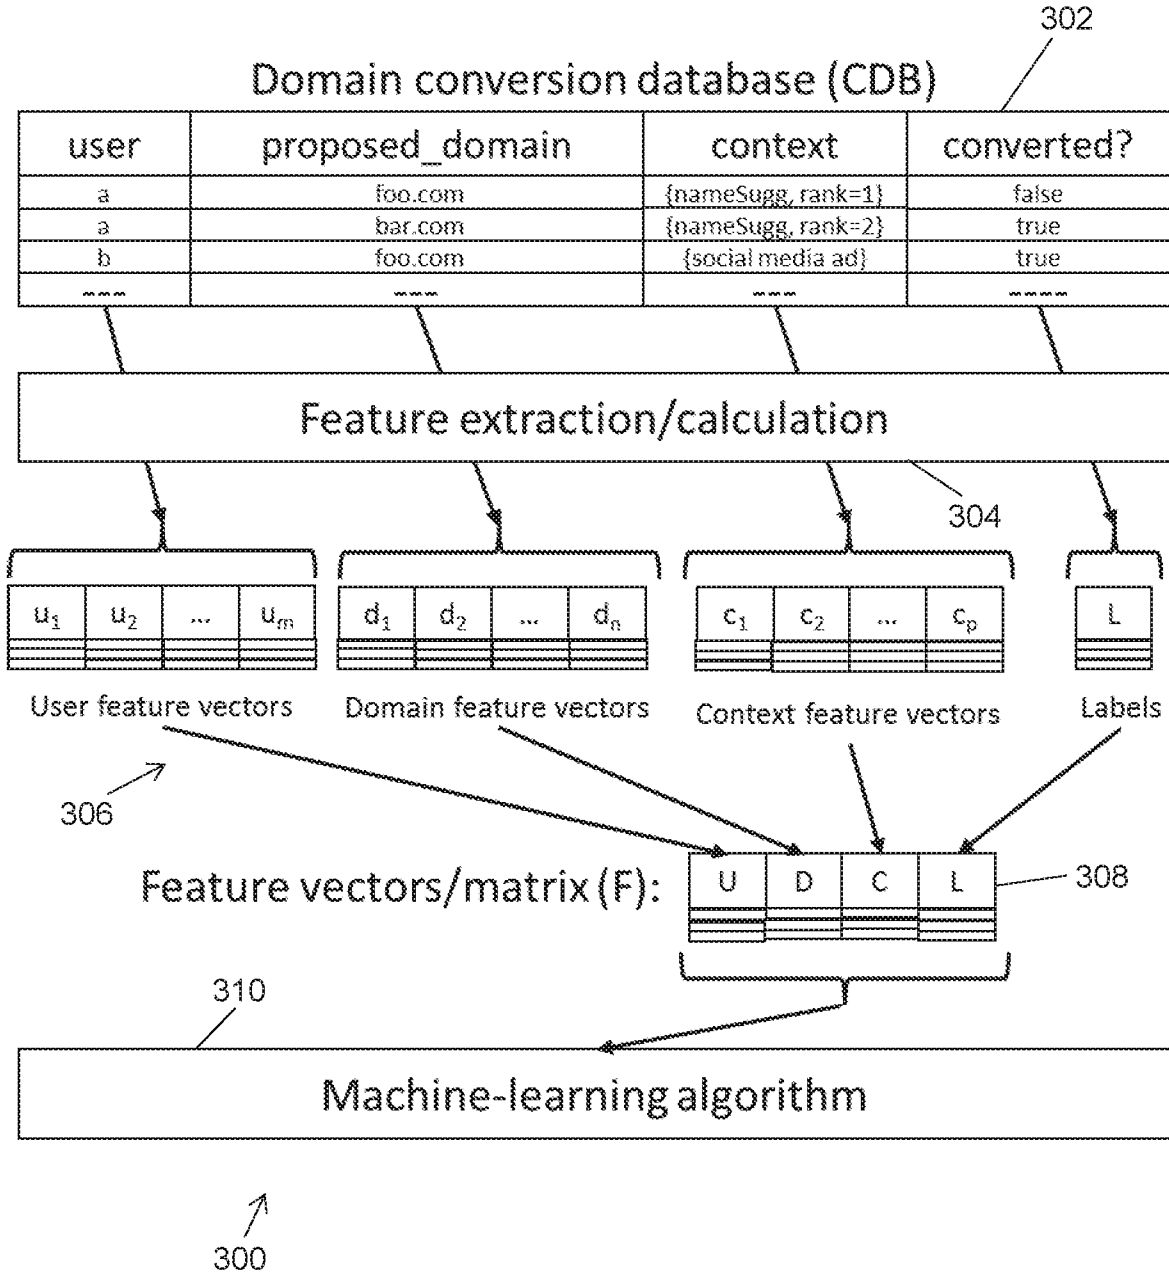 302
Domain conversion database (CDB)
user proposed_domain context converted?
a foo.com {nameSugg, rank=1} false
a bar.com {nameSugg, rank=2} true
b foo.com {social media ad} true
--- --- --- ----
Feature extraction/calculation
304
u1 u2 ... um d1 d2 ... dn c1 c2 ... cp L
User feature vectors Domain feature vectors Context feature vectors Labels
306
Feature vectors/matrix (F): U D C L 308
310
Machine-learning algorithm
300